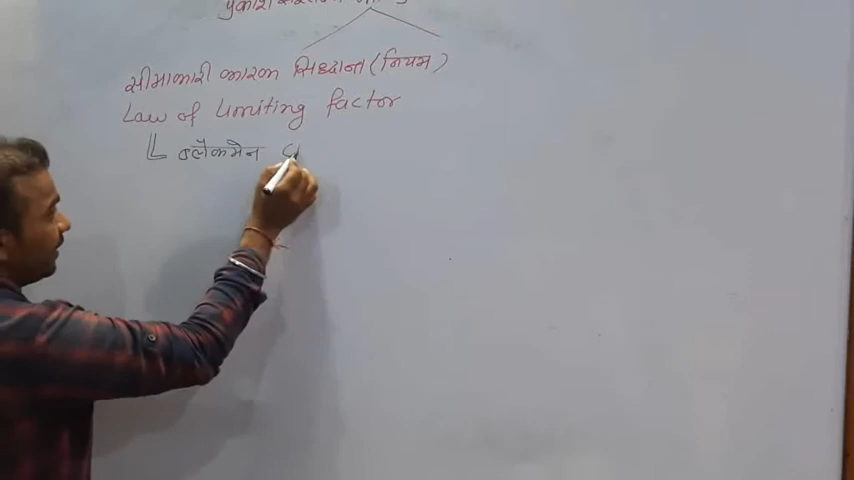 सीमाकारी कारक सिद्धान्त (नियम)
Law of Limiting factor
ब्लैकमैन